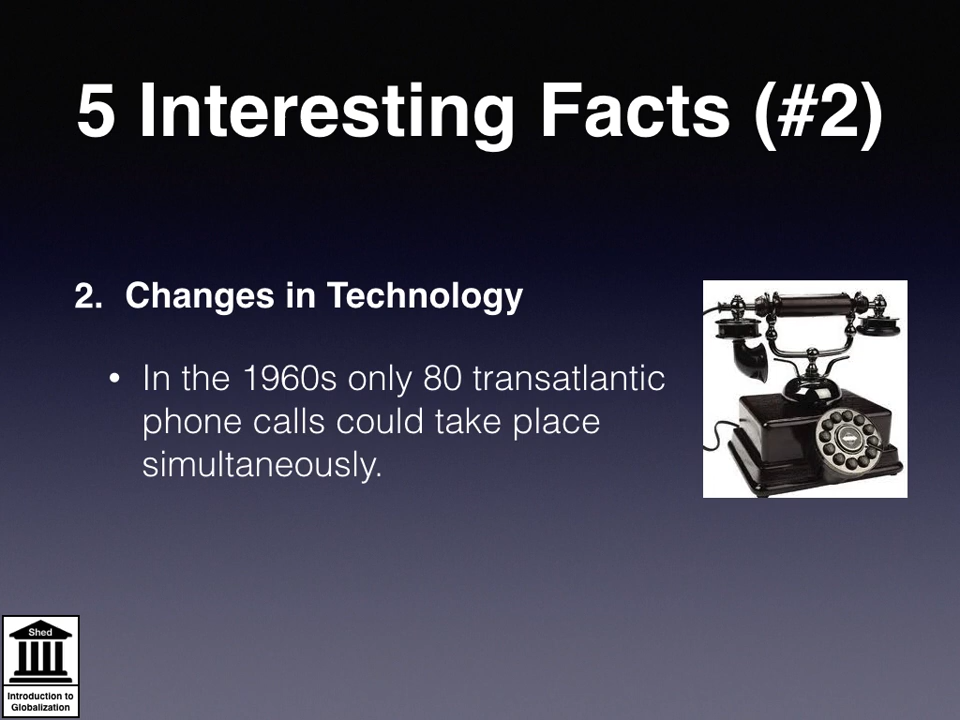 5 Interesting Facts (#2)
2. Changes in Technology
• In the 1960s only 80 transatlantic
phone calls could take place
simultaneously.
Shed
Introduction to
Globalization